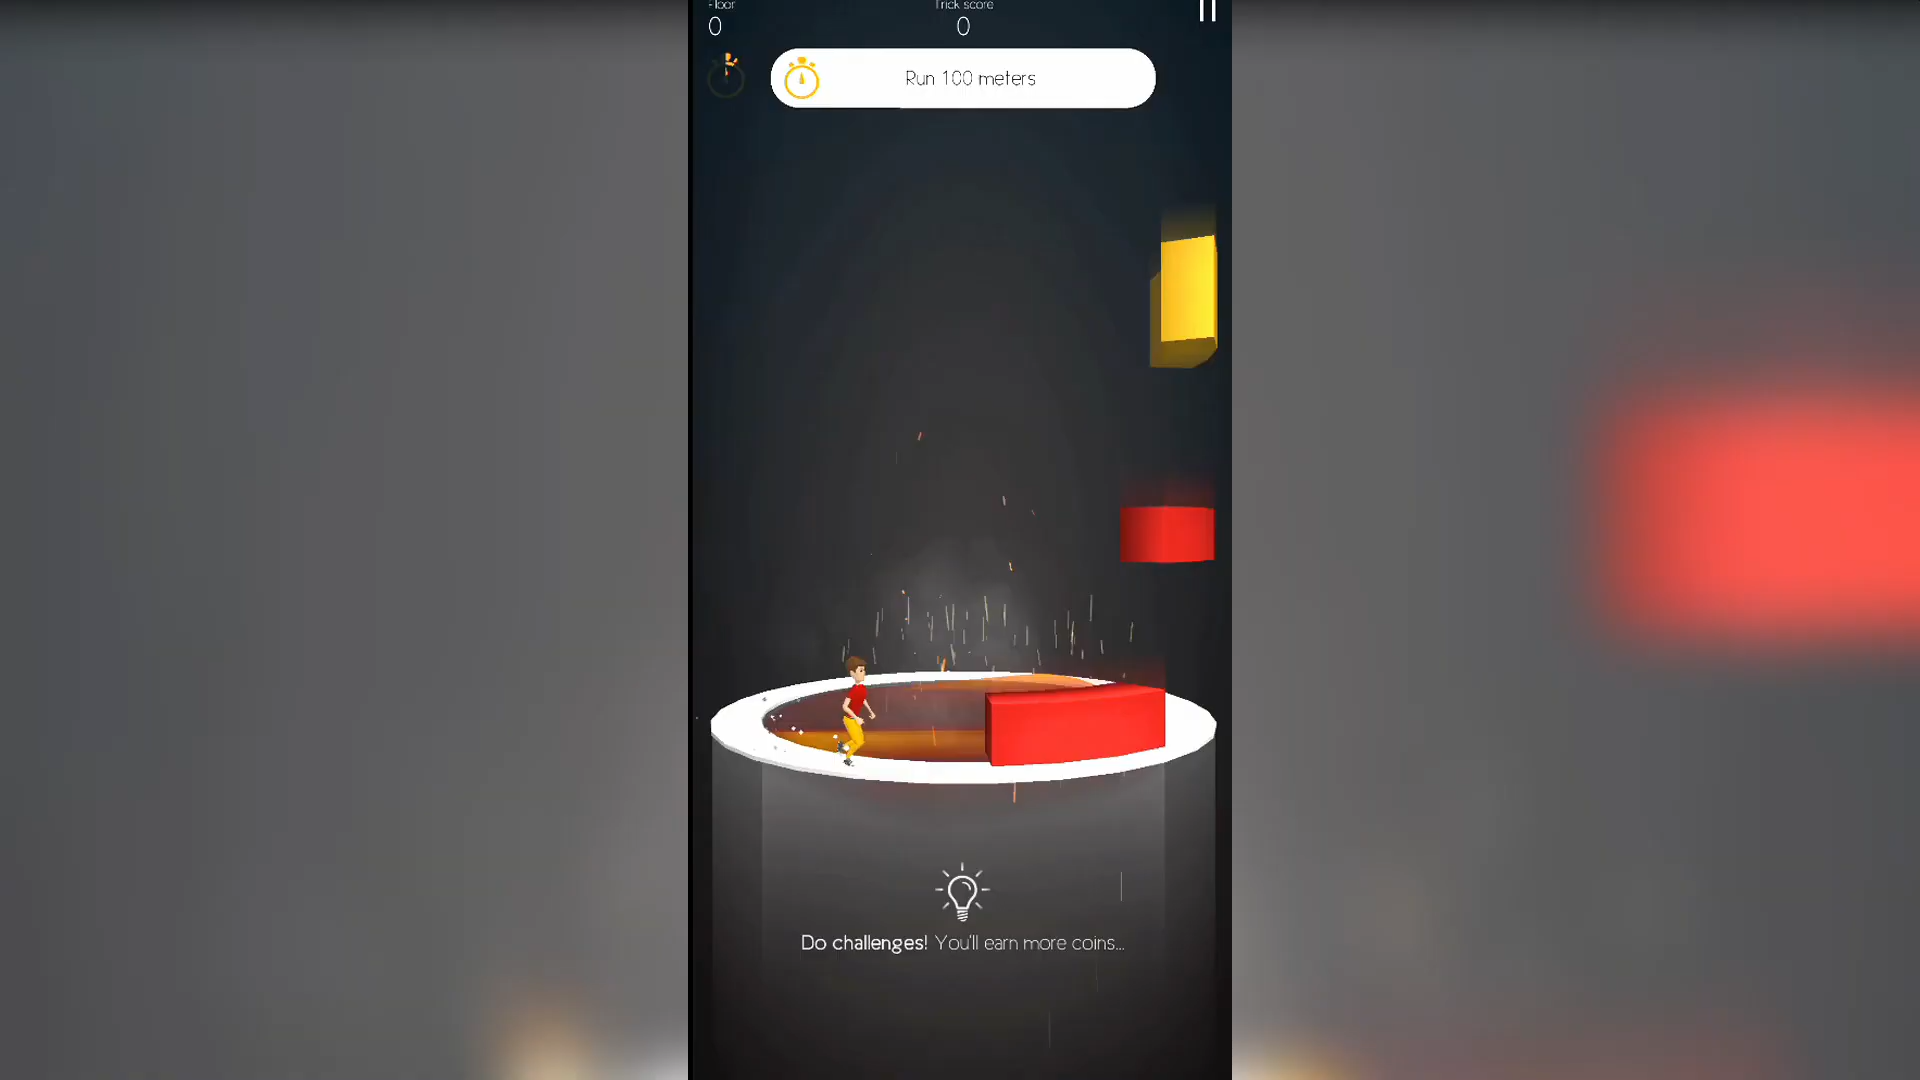 Floor
Trick score
0
0
Run 100 meters
Do challenges! You'll earn more coins...